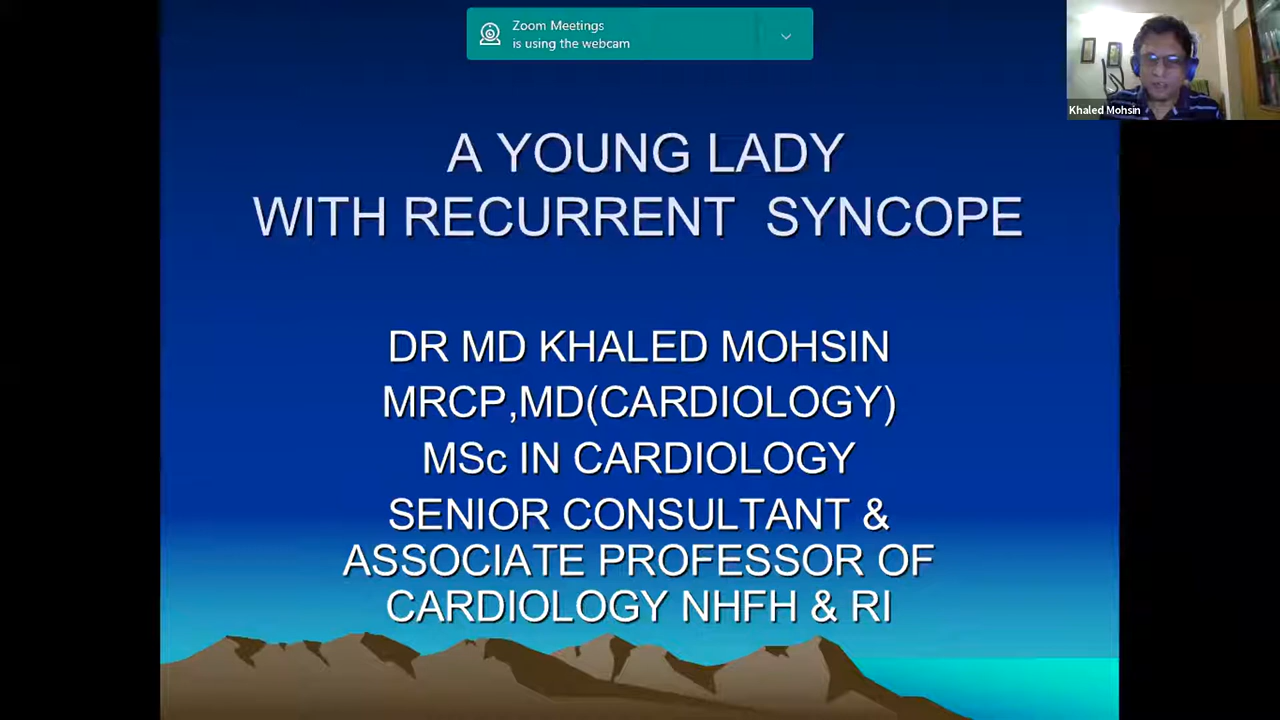 Zoom Meetings
is using the webcam
Khaled Mohsin
A YOUNG LADY
WITH RECURRENT SYNCOPE
DR MD KHALED MOHSIN
MRCP,MD(CARDIOLOGY)
MSc IN CARDIOLOGY
SENIOR CONSULTANT &
ASSOCIATE PROFESSOR OF
CARDIOLOGY NHFH & RI